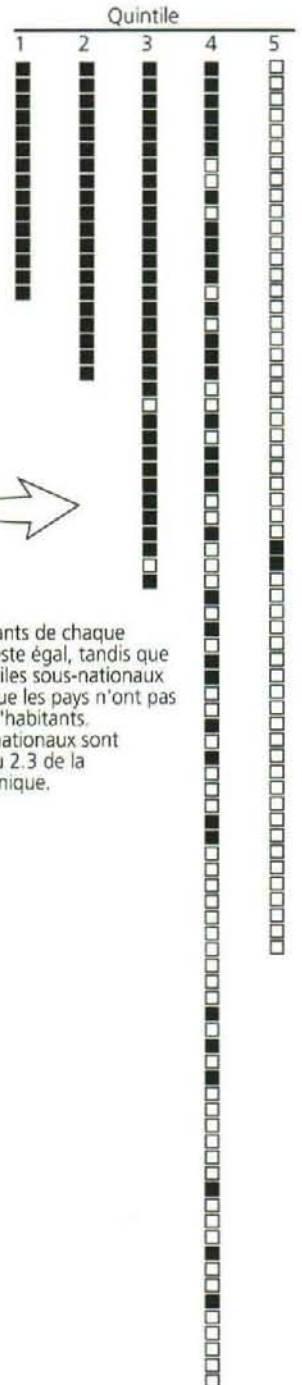 Quintile
1 2 3 4 5
ants de chaque
ste égal, tandis que
iles sous-nationaux
ue les pays n'ont pas
'habitants.
nationaux sont
u 2.3 de la
nique.